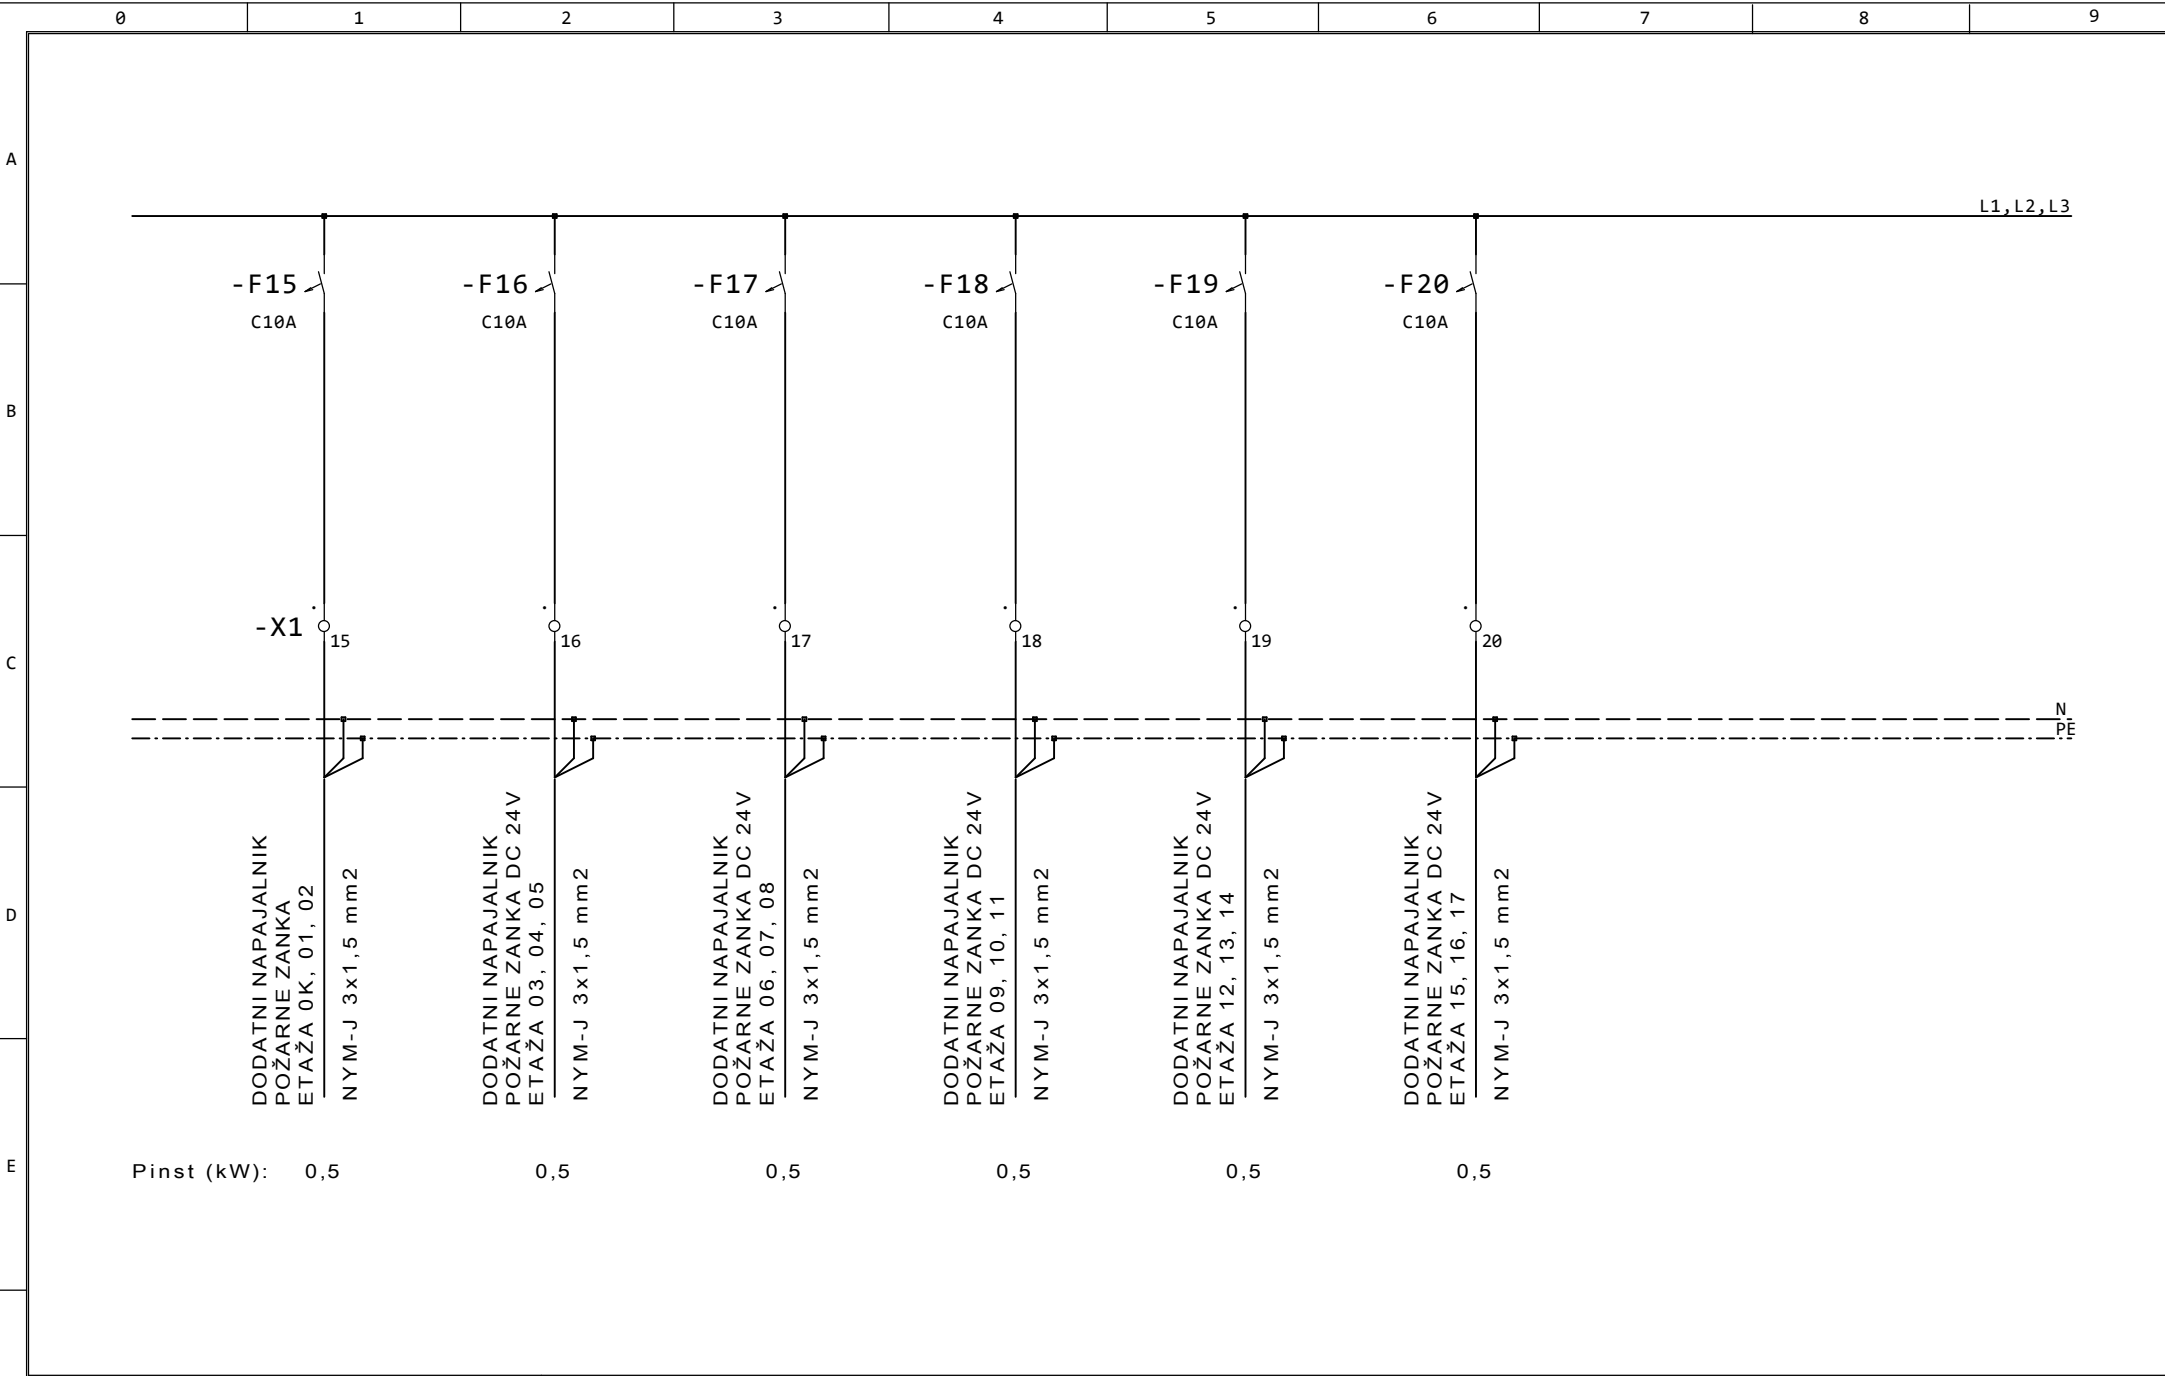 0 1 2 3 4 5 6 7 8 9
A
L1,L2,L3
-F15 -F16 -F17 -F18 -F19 -F20
C10A C10A C10A C10A C10A C10A
B
-X1 15 16 17 18 19 20
C
N
PE
D
DODATNI NAPAJALNIK
POŽARNE ZANKA
ETAŽA 0K, 01, 02
NYM-J 3x1,5 mm2
DODATNI NAPAJALNIK
POŽARNE ZANKA DC 24V
ETAŽA 03, 04, 05
NYM-J 3x1,5 mm2
DODATNI NAPAJALNIK
POŽARNE ZANKA DC 24V
ETAŽA 06, 07, 08
NYM-J 3x1,5 mm2
DODATNI NAPAJALNIK
POŽARNE ZANKA DC 24V
ETAŽA 09, 10, 11
NYM-J 3x1,5 mm2
DODATNI NAPAJALNIK
POŽARNE ZANKA DC 24V
ETAŽA 12, 13, 14
NYM-J 3x1,5 mm2
DODATNI NAPAJALNIK
POŽARNE ZANKA DC 24V
ETAŽA 15, 16, 17
NYM-J 3x1,5 mm2
E
Pinst (kW): 0,5 0,5 0,5 0,5 0,5 0,5